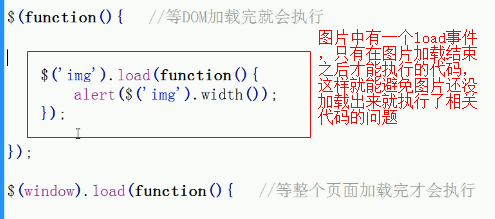 $(function(){  //等DOM加载完就会执行
图片中有一个load事件
，只有在图片加载结束
之后才能执行的代码，
这样就能避免图片还没
加载出来就执行了相关
代码的问题
$('img').load(function(){
alert($('img').width());
});
});
$(window).load(function(){  //等整个页面加载完才会执行